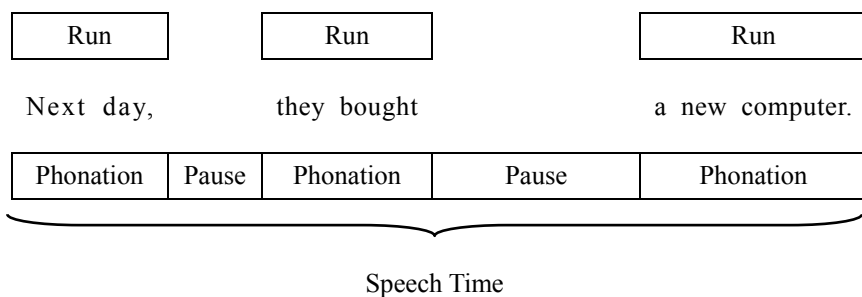 Run Run Run
Next day, they bought a new computer.
Phonation Pause Phonation Pause Phonation
Speech Time